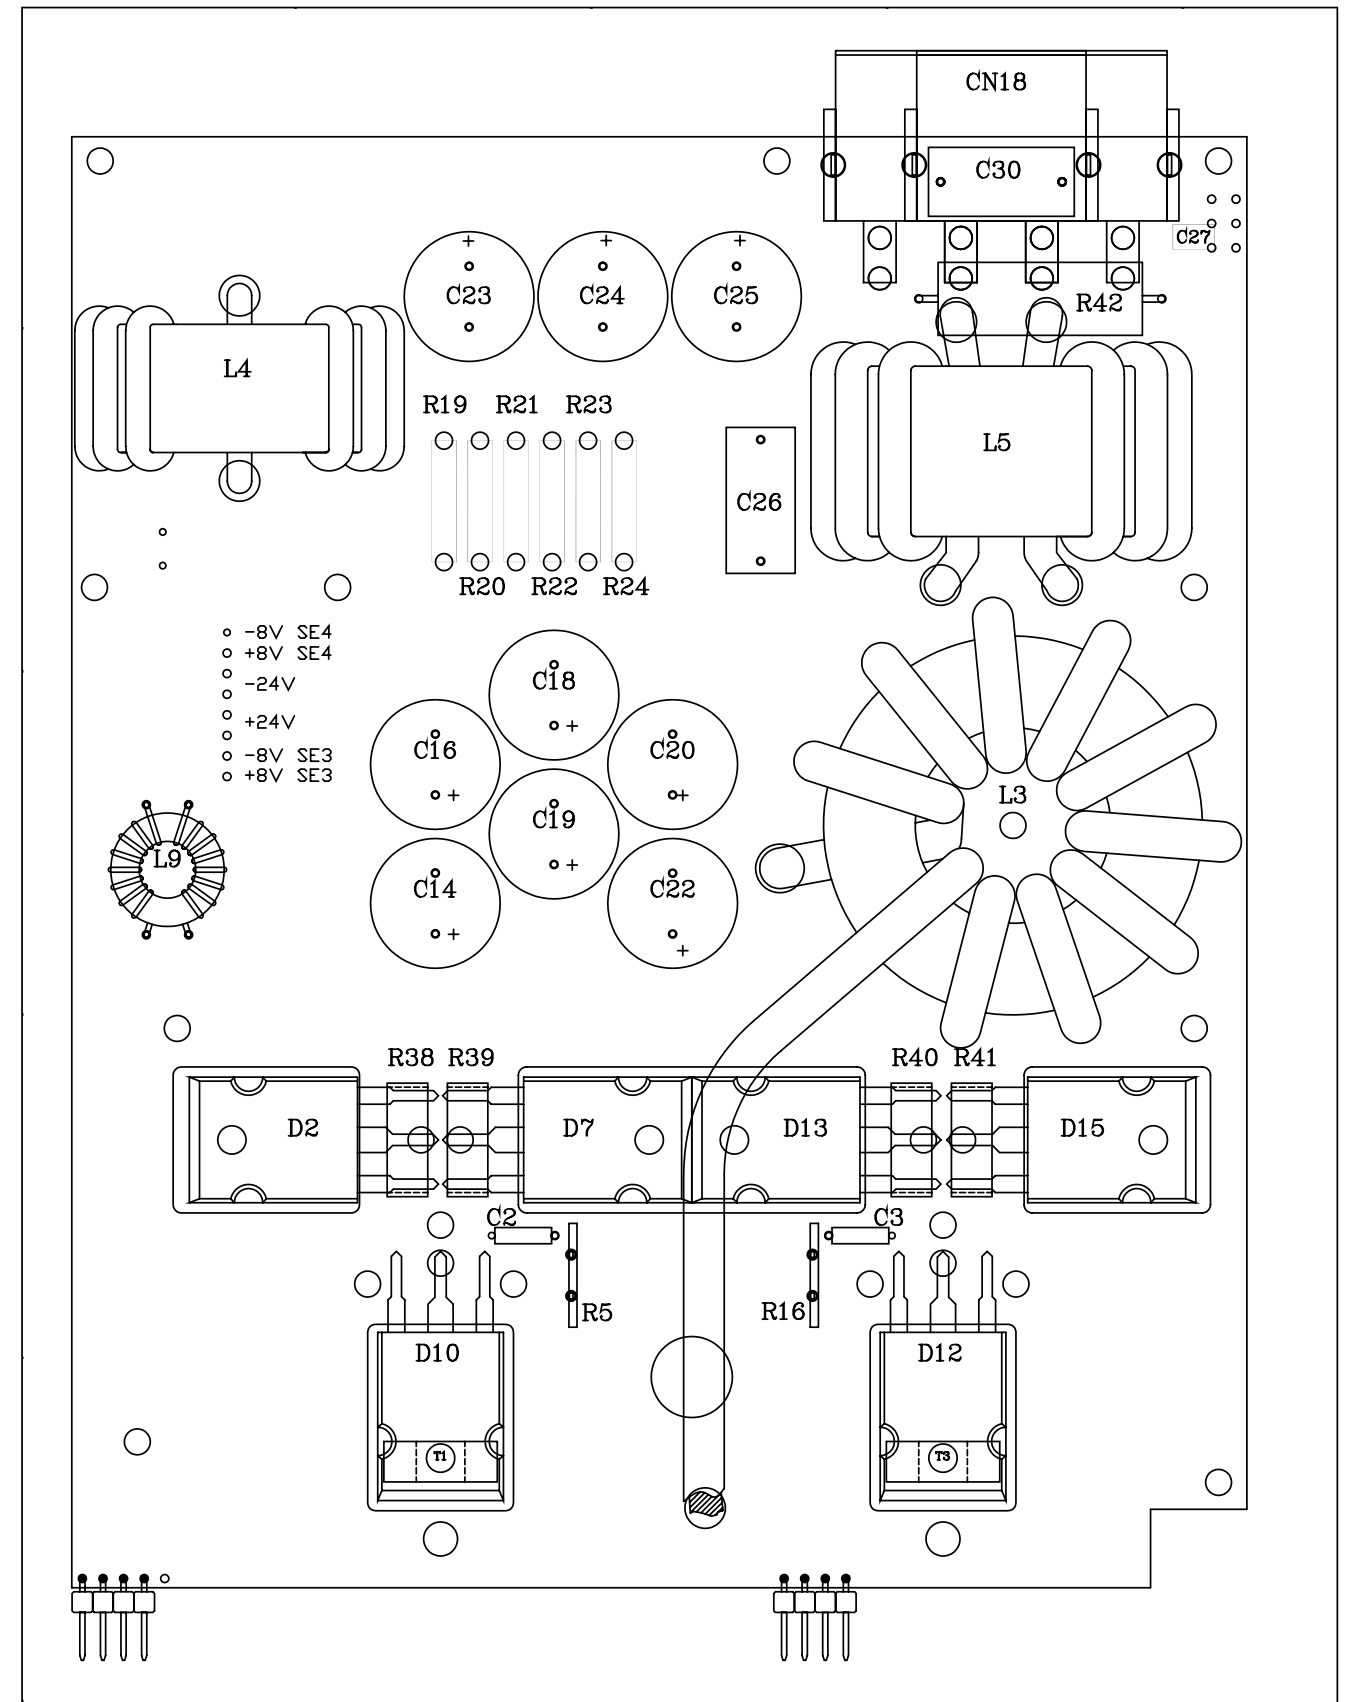 CN18
C30
C27
C23 C24 C25
R42
L4
R19 R21 R23
L5
C26
R20 R22 R24
-8V SE4
+8V SE4
-24V
+24V
-8V SE3
+8V SE3
C18
C16 C20
L3
C19
L9
C14 C22
R38 R39 R40 R41
D2 D7 D13 D15
C2 C3
R5 R16
D10 D12
T1 T3